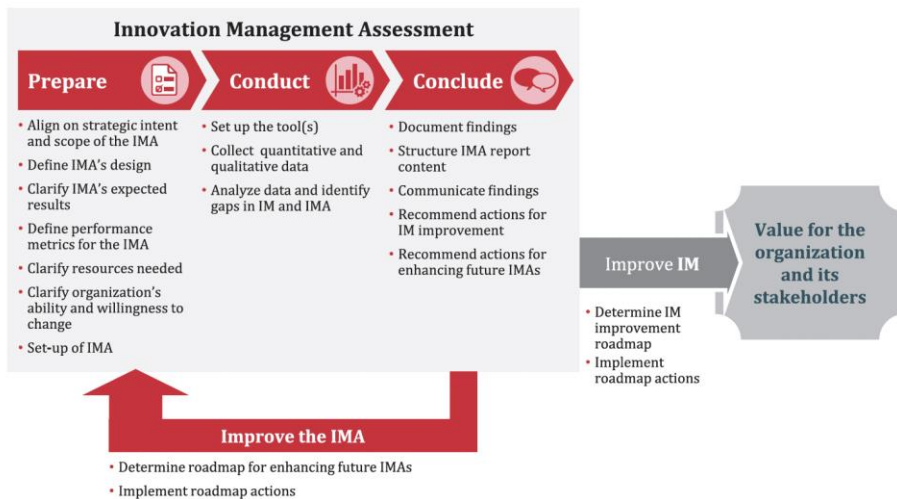 Innovation Management Assessment
Prepare
• Align on strategic intent
and scope of the IMA
• Define IMA's design
• Clarify IMA's expected
results
• Define performance
metrics for the IMA
• Clarify resources needed
• Clarify organization's
ability and willingness to
change
• Set-up of IMA
Conduct
• Set up the tool(s)
• Collect quantitative and
qualitative data
• Analyze data and identify
gaps in IM and IMA
Conclude
• Document findings
• Structure IMA report
content
• Communicate findings
• Recommend actions for
IM improvement
• Recommend actions for
enhancing future IMAs
Improve IM
• Determine IM
improvement
roadmap
• Implement
roadmap actions
Value for the
organization
and its
stakeholders
Improve the IMA
• Determine roadmap for enhancing future IMAs
• Implement roadmap actions